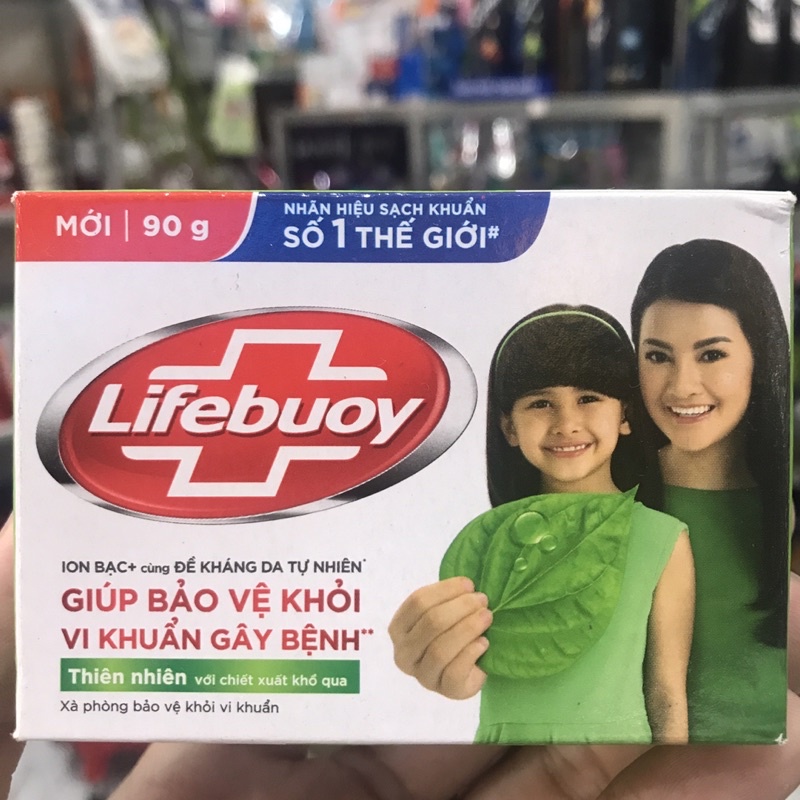 MỚI | 90 g
NHÃN HIỆU SẠCH KHUẨN
SỐ 1 THẾ GIỚI#
Lifebuoy
ION BẠC+ cùng ĐỀ KHÁNG DA TỰ NHIÊN*
GIÚP BẢO VỆ KHỎI
VI KHUẨN GÂY BỆNH**
Thiên nhiên với chiết xuất khổ qua
Xà phòng bảo vệ khỏi vi khuẩn